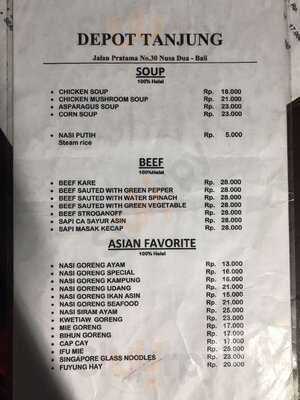 DEPOT TANJUNG
Jalan Pratama No.30 Nusa Dua - Bali
SOUP
100% Halal
• CHICKEN SOUP Rp. 18.000
• CHICKEN MUSHROOM SOUP Rp. 21.000
• ASPARAGUS SOUP Rp. 23.000
• CORN SOUP Rp. 23.000
• NASI PUTIH Rp. 5.000
Steam rice
BEEF
100%Halal
• BEEF KARE Rp. 28.000
• BEEF SAUTED WITH GREEN PEPPER Rp. 28.000
• BEEF SAUTED WITH WATER SPINACH Rp. 28.000
• BEEF SAUTED WITH GREEN VEGETABLE Rp. 28.000
• BEEF STROGANOFF Rp. 28.000
• SAPI CA SAYUR ASIN Rp. 28.000
• SAPI MASAK KECAP Rp. 28.000
ASIAN FAVORITE
100% Halal
• NASI GORENG AYAM Rp. 13.000
• NASI GORENG SPECIAL Rp. 16.000
• NASI GORENG KAMPUNG Rp. 16.000
• NASI GORENG UDANG Rp. 21.000
• NASI GORENG IKAN ASIN Rp. 15.000
• NASI GORENG SEAFOOD Rp. 21.000
• NASI SIRAM AYAM Rp. 25.000
• KWETIAW GORENG Rp. 23.000
• MIE GORENG Rp. 17.000
• BIHUN GORENG Rp. 17.000
• CAP CAY Rp. 17.000
• IFU MIE Rp. 25.000
• SINGAPORE GLASS NOODLES Rp. 23.000
• FUYUNG HAY Rp. 20.000